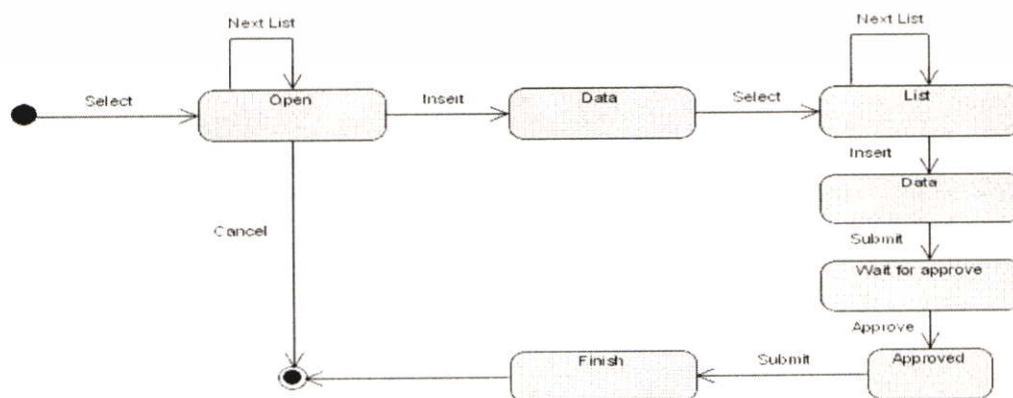 Next List
Next List
Select
Open
Insert
Data
Select
List
Insert
Data
Cancel
Submit
Wait for approve
Approve
Finish
Submit
Approved